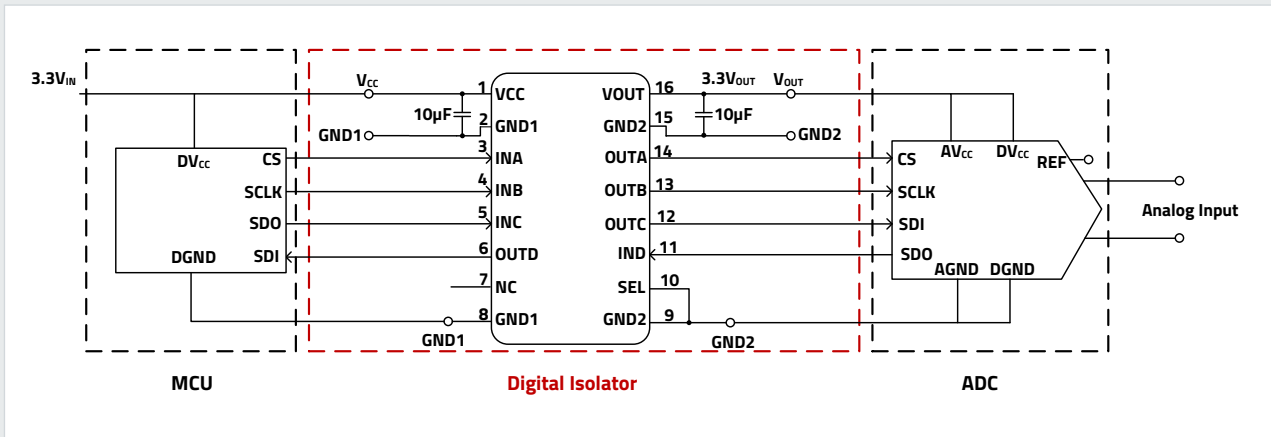 3.3VIN
VCC
1
VCC
10µF
GND1
2
GND1
3
INA
4
INB
5
INC
6
OUTD
7
NC
8
GND1
GND1
DVCC
CS
SCLK
SDO
SDI
DGND
VOUT
16
3.3VOUT
VOUT
10µF
GND2
15
GND2
OUTA
14
OUTB
13
OUTC
12
IND
11
SEL
10
GND2
9
GND2
AVCC
DVCC
REF
CS
SCLK
SDI
SDO
AGND
DGND
Analog Input
MCU
Digital Isolator
ADC